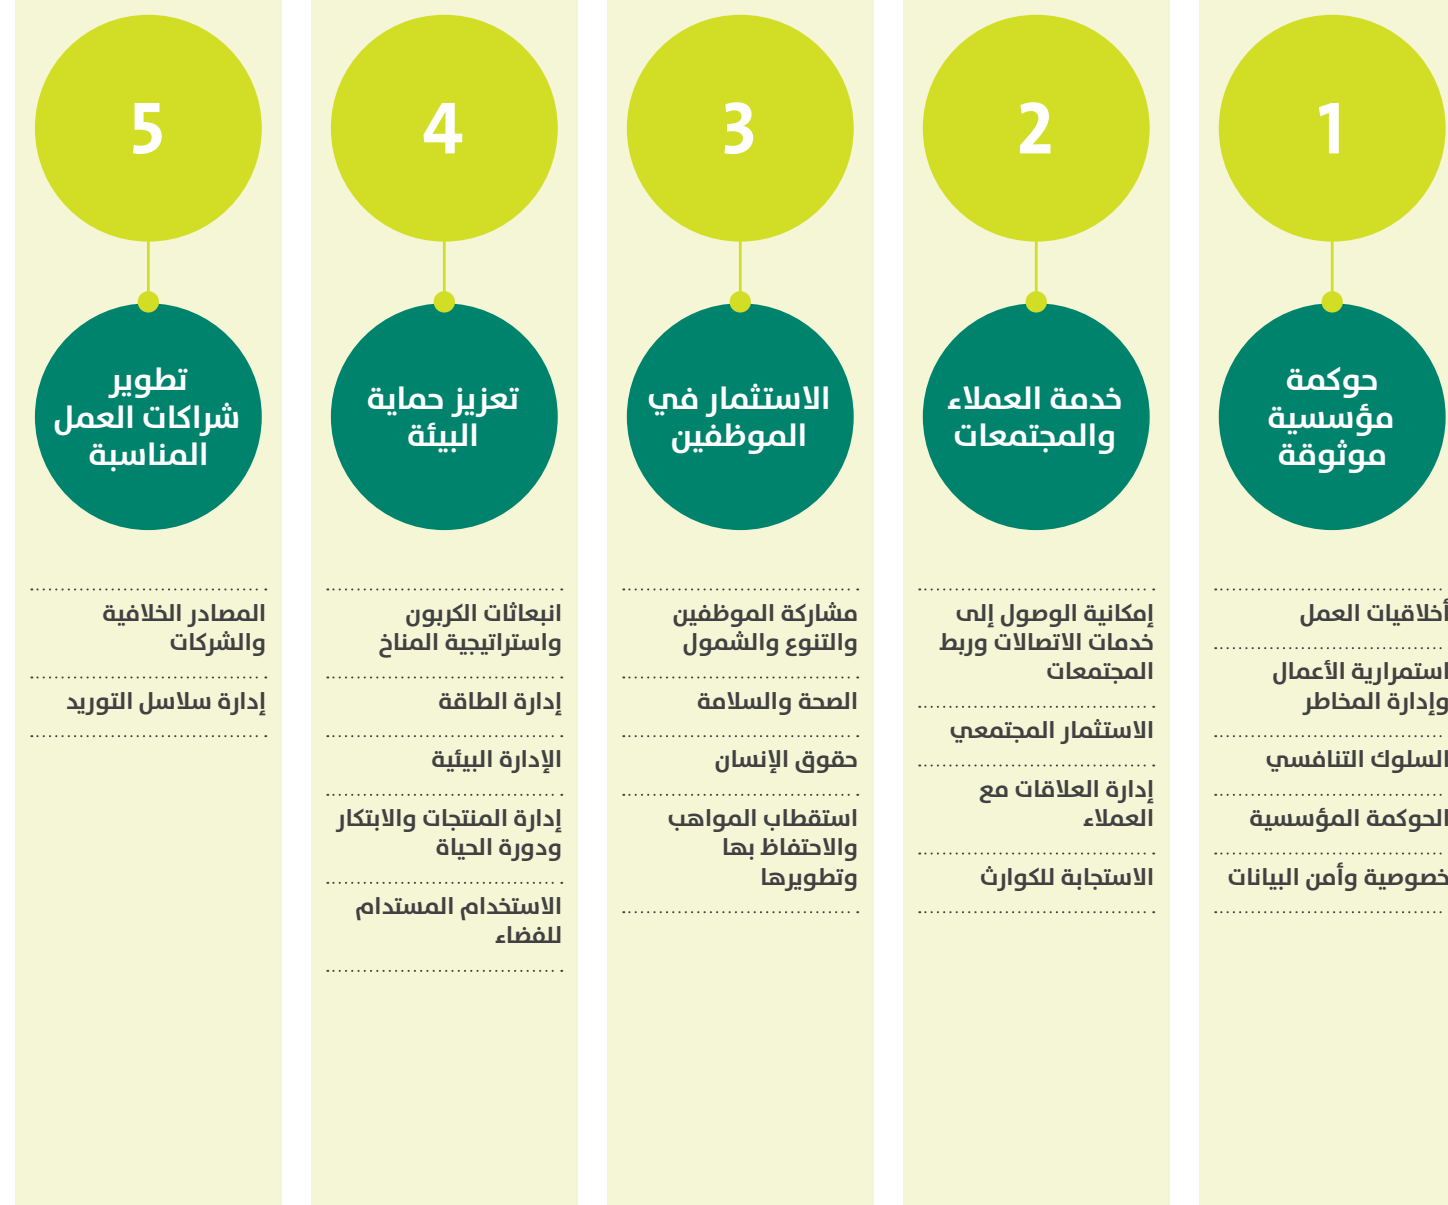 1
حوكمة
مؤسسية
موثوقة
أخلاقيات العمل
استمرارية الأعمال
وإدارة المخاطر
السلوك التنافسي
الحوكمة المؤسسية
خصوصية وأمن البيانات
2
خدمة العملاء
والمجتمعات
إمكانية الوصول إلى
خدمات الاتصالات وربط
المجتمعات
الاستثمار المجتمعي
إدارة العلاقات مع
العملاء
الاستجابة للكوارث
3
الاستثمار في
الموظفين
مشاركة الموظفين
والتنوع والشمول
الصحة والسلامة
حقوق الإنسان
استقطاب المواهب
والاحتفاظ بها
وتطويرها
4
تعزيز حماية
البيئة
انبعاثات الكربون
واستراتيجية المناخ
إدارة الطاقة
الإدارة البيئية
إدارة المنتجات والابتكار
ودورة الحياة
الاستخدام المستدام
للفضاء
5
تطوير
شراكات العمل
المناسبة
المصادر الخلافية
والشركات
إدارة سلاسل التوريد